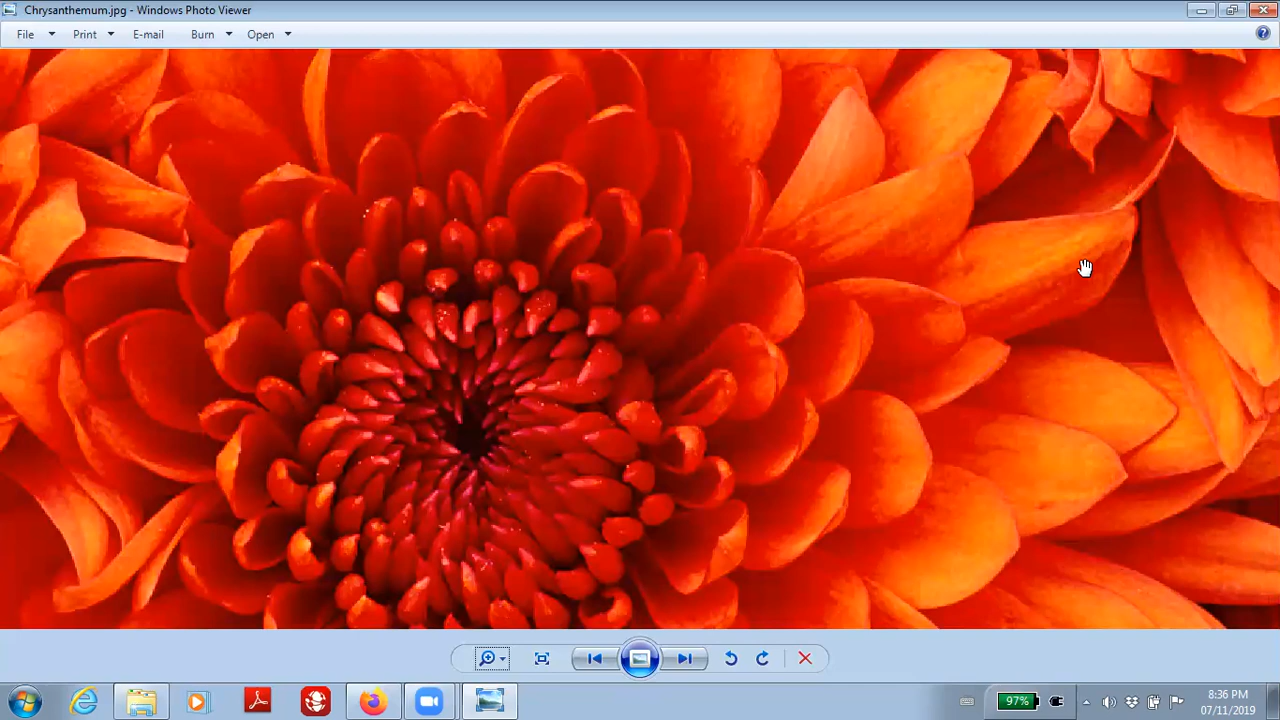 Chrysanthemum.jpg - Windows Photo Viewer
File Print E-mail Burn Open
97%
8:36 PM
07/11/2019